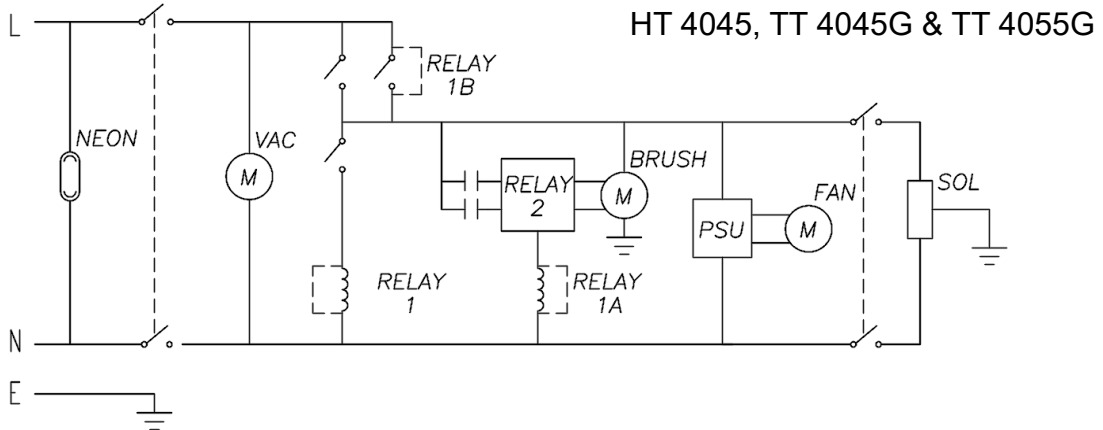 HT 4045, TT 4045G & TT 4055G
L
RELAY
1B
NEON
VAC
M
BRUSH
RELAY
2
M
FAN
SOL
PSU
M
RELAY
1
RELAY
1A
N
E